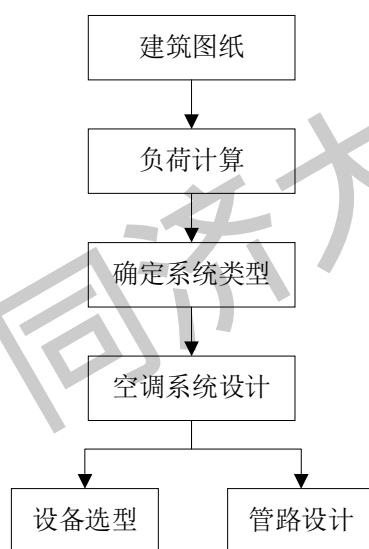 建筑图纸
负荷计算
确定系统类型
空调系统设计
设备选型
管路设计
同济大